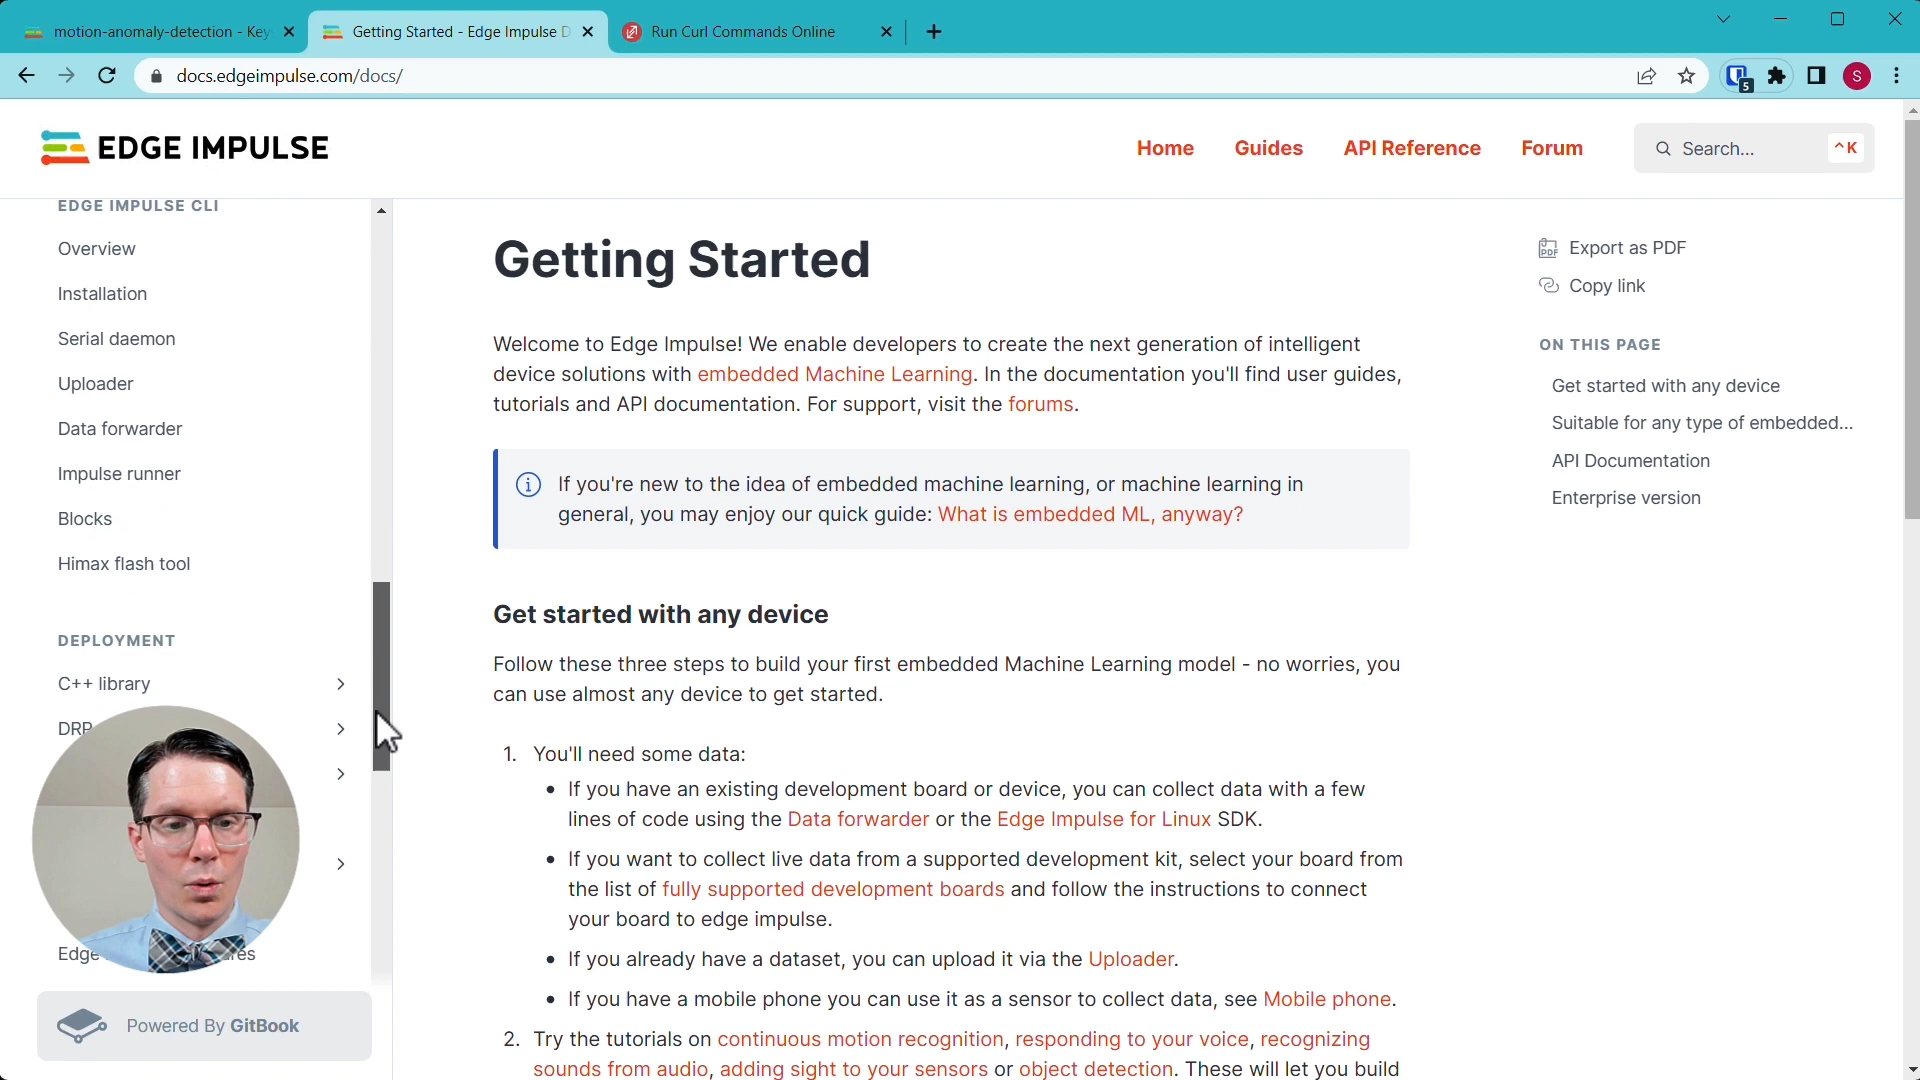 motion-anomaly-detection - Key
Getting Started - Edge Impulse D
Run Curl Commands Online
docs.edgeimpulse.com/docs/
5
S
EDGE IMPULSE
Home
Guides
API Reference
Forum
Search...
^K
EDGE IMPULSE CLI
Overview
Installation
Serial daemon
Uploader
Data forwarder
Impulse runner
Blocks
Himax flash tool
DEPLOYMENT
C++ library
DRP
Edge
Powered By GitBook
Getting Started
Welcome to Edge Impulse! We enable developers to create the next generation of intelligent
device solutions with embedded Machine Learning. In the documentation you'll find user guides,
tutorials and API documentation. For support, visit the forums.
If you're new to the idea of embedded machine learning, or machine learning in
general, you may enjoy our quick guide: What is embedded ML, anyway?
Get started with any device
Follow these three steps to build your first embedded Machine Learning model - no worries, you
can use almost any device to get started.
1. You'll need some data:
• If you have an existing development board or device, you can collect data with a few
lines of code using the Data forwarder or the Edge Impulse for Linux SDK.
• If you want to collect live data from a supported development kit, select your board from
the list of fully supported development boards and follow the instructions to connect
your board to edge impulse.
• If you already have a dataset, you can upload it via the Uploader.
• If you have a mobile phone you can use it as a sensor to collect data, see Mobile phone.
2. Try the tutorials on continuous motion recognition, responding to your voice, recognizing
sounds from audio, adding sight to your sensors or object detection. These will let you build
Export as PDF
Copy link
ON THIS PAGE
Get started with any device
Suitable for any type of embedded...
API Documentation
Enterprise version